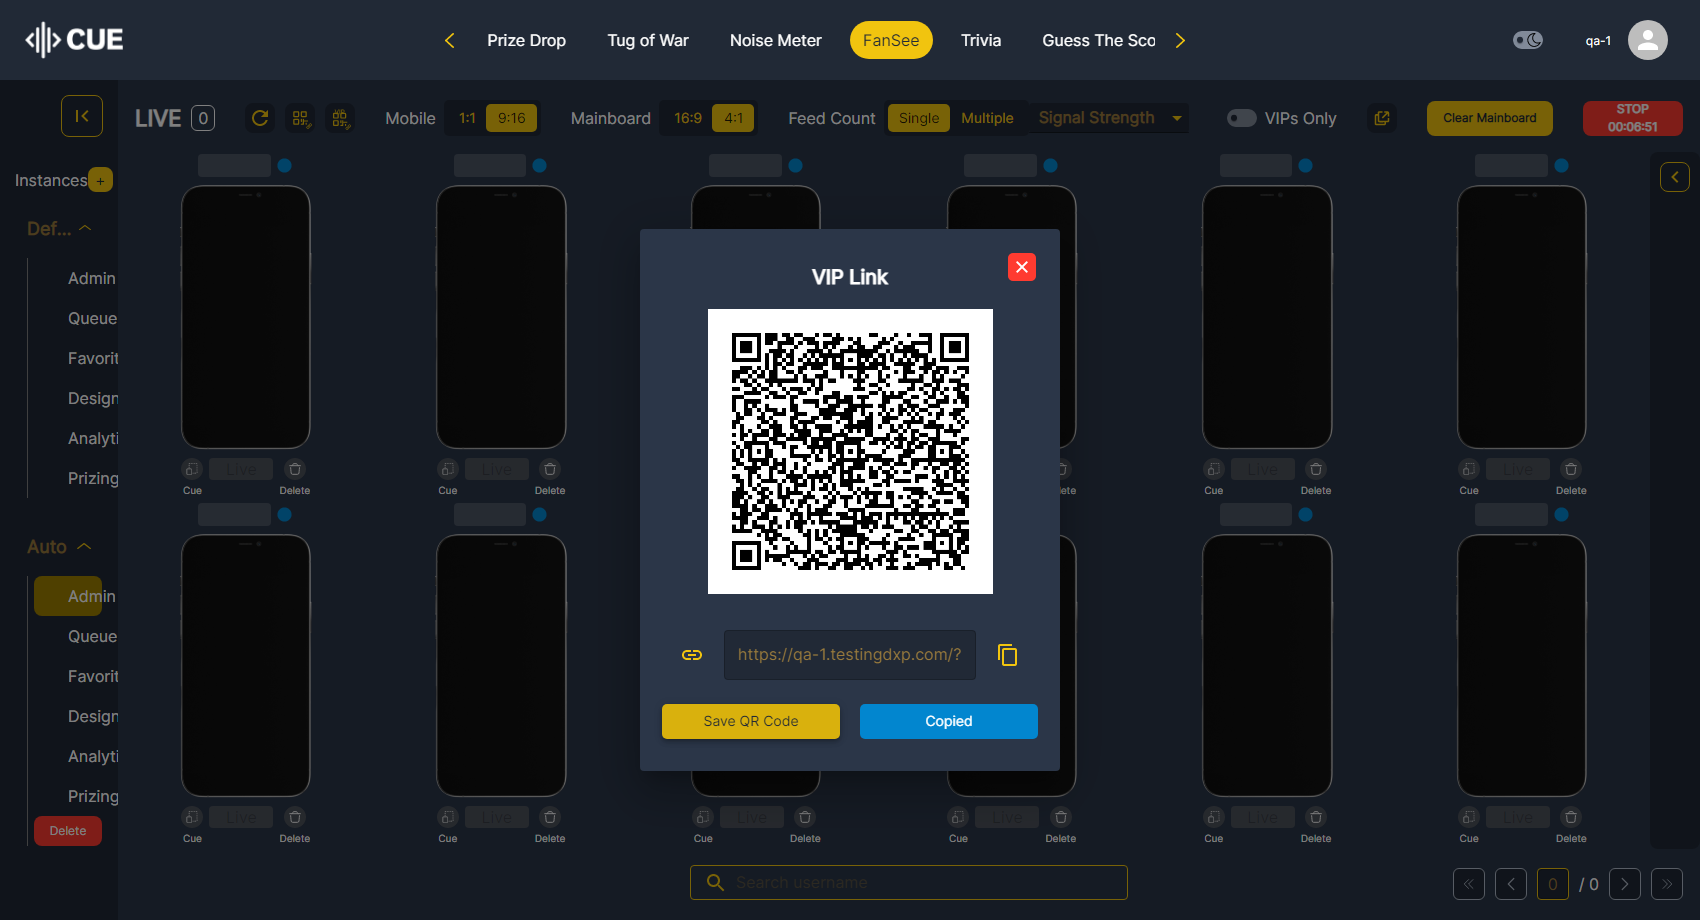 CUE
Prize Drop
Tug of War
Noise Meter
FanSee
Trivia
Guess The Sco
qa-1
LIVE 0
Mobile 1:1 9:16
Mainboard 16:9 4:1
Feed Count Single Multiple
Signal Strength
VIPs Only
Clear Mainboard
STOP
00:06:51
Instances +
Def...
Admin
Queue
Favorit
Design
Analyti
Prizing
Auto
Admin
Queue
Favorit
Design
Analyti
Prizing
Delete
VIP Link
https://qa-1.testingdxp.com/?
Save QR Code
Copied
Live
Live
Live
Live
Cue Delete
Cue Delete
ete
Cue Delete
Cue Delete
Live
Live
Live
Live
Live
Live
Cue Delete
Cue Delete
Cue Delete
Cue Delete
Cue Delete
Cue Delete
Search username
0 / 0